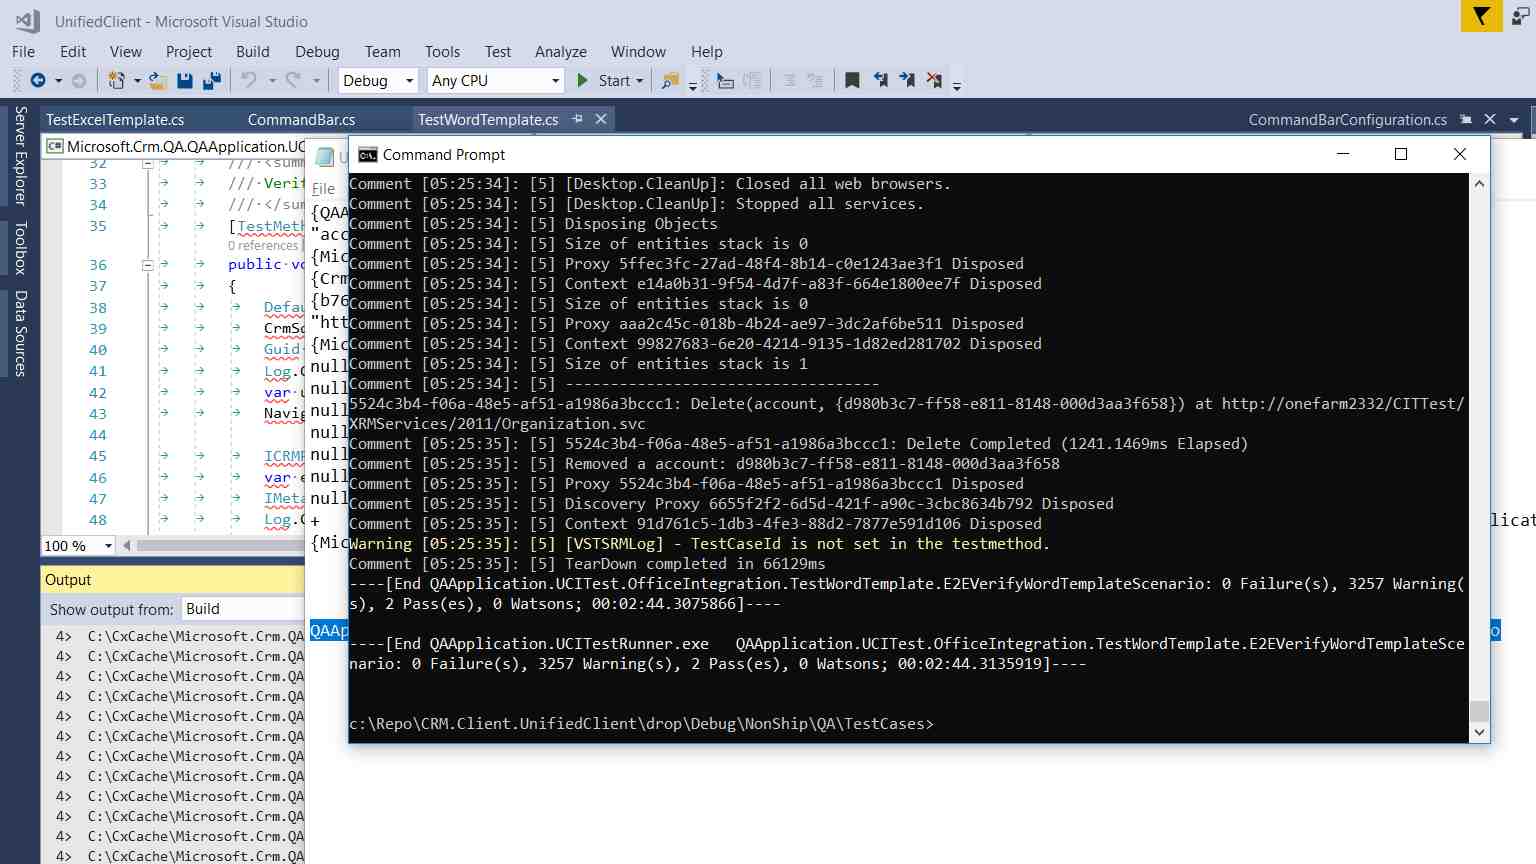 UnifiedClient - Microsoft Visual Studio
File Edit View Project Build Debug Team Tools Test Analyze Window Help
Debug Any CPU Start
TestExcelTemplate.cs CommandBar.cs TestWordTemplate.cs CommandBarConfiguration.cs
Server Explorer
Toolbox
Data Sources
C# Microsoft.Crm.QA.QAApplication.UCI
32 /// <summ
33 /// Verif
34 /// </sum
35 [TestMeth
0 references
36 public vo
37 {
38 Defau
39 CrmSc
40 Guid
41 Log.C
42 var u
43 Navig
44
45 ICRMP
46 var e
47 IMeta
48 Log.C
100 %
Output
Show output from: Build
4> C:\CxCache\Microsoft.Crm.QA
4> C:\CxCache\Microsoft.Crm.QA
4> C:\CxCache\Microsoft.Crm.QA
4> C:\CxCache\Microsoft.Crm.QA
4> C:\CxCache\Microsoft.Crm.QA
4> C:\CxCache\Microsoft.Crm.QA
4> C:\CxCache\Microsoft.Crm.QA
4> C:\CxCache\Microsoft.Crm.QA
4> C:\CxCache\Microsoft.Crm.QA
4> C:\CxCache\Microsoft.Crm.QA
4> C:\CxCache\Microsoft.Crm.QA
4> C:\CxCache\Microsoft.Crm.QA
U
File
{QAA
"acc
{Mic
{Crm
{b76
"htt
{Mic
null
null
null
null
null
null
null
+
{Mic
QAAp
licat
o
Command Prompt
Comment [05:25:34]: [5] [Desktop.CleanUp]: Closed all web browsers.
Comment [05:25:34]: [5] [Desktop.CleanUp]: Stopped all services.
Comment [05:25:34]: [5] Disposing Objects
Comment [05:25:34]: [5] Size of entities stack is 0
Comment [05:25:34]: [5] Proxy 5ffec3fc-27ad-48f4-8b14-c0e1243ae3f1 Disposed
Comment [05:25:34]: [5] Context e14a0b31-9f54-4d7f-a83f-664e1800ee7f Disposed
Comment [05:25:34]: [5] Size of entities stack is 0
Comment [05:25:34]: [5] Proxy aaa2c45c-018b-4b24-ae97-3dc2af6be511 Disposed
Comment [05:25:34]: [5] Context 99827683-6e20-4214-9135-1d82ed281702 Disposed
Comment [05:25:34]: [5] Size of entities stack is 1
Comment [05:25:34]: [5] -----------------------------------
5524c3b4-f06a-48e5-af51-a1986a3bccc1: Delete(account, {d980b3c7-ff58-e811-8148-000d3aa3f658}) at http://onefarm2332/CITTest/
XRMServices/2011/Organization.svc
Comment [05:25:35]: [5] 5524c3b4-f06a-48e5-af51-a1986a3bccc1: Delete Completed (1241.1469ms Elapsed)
Comment [05:25:35]: [5] Removed a account: d980b3c7-ff58-e811-8148-000d3aa3f658
Comment [05:25:35]: [5] Proxy 5524c3b4-f06a-48e5-af51-a1986a3bccc1 Disposed
Comment [05:25:35]: [5] Discovery Proxy 6655f2f2-6d5d-421f-a90c-3cbc8634b792 Disposed
Comment [05:25:35]: [5] Context 91d761c5-1db3-4fe3-88d2-7877e591d106 Disposed
Warning [05:25:35]: [5] [VSTSRMLog] - TestCaseId is not set in the testmethod.
Comment [05:25:35]: [5] TearDown completed in 66129ms
----[End QAApplication.UCITest.OfficeIntegration.TestWordTemplate.E2EVerifyWordTemplateScenario: 0 Failure(s), 3257 Warning(
s), 2 Pass(es), 0 Watsons; 00:02:44.3075866]----
----[End QAApplication.UCITestRunner.exe   QAApplication.UCITest.OfficeIntegration.TestWordTemplate.E2EVerifyWordTemplateSce
nario: 0 Failure(s), 3257 Warning(s), 2 Pass(es), 0 Watsons; 00:02:44.3135919]----
c:\Repo\CRM.Client.UnifiedClient\drop\Debug\NonShip\QA\TestCases>